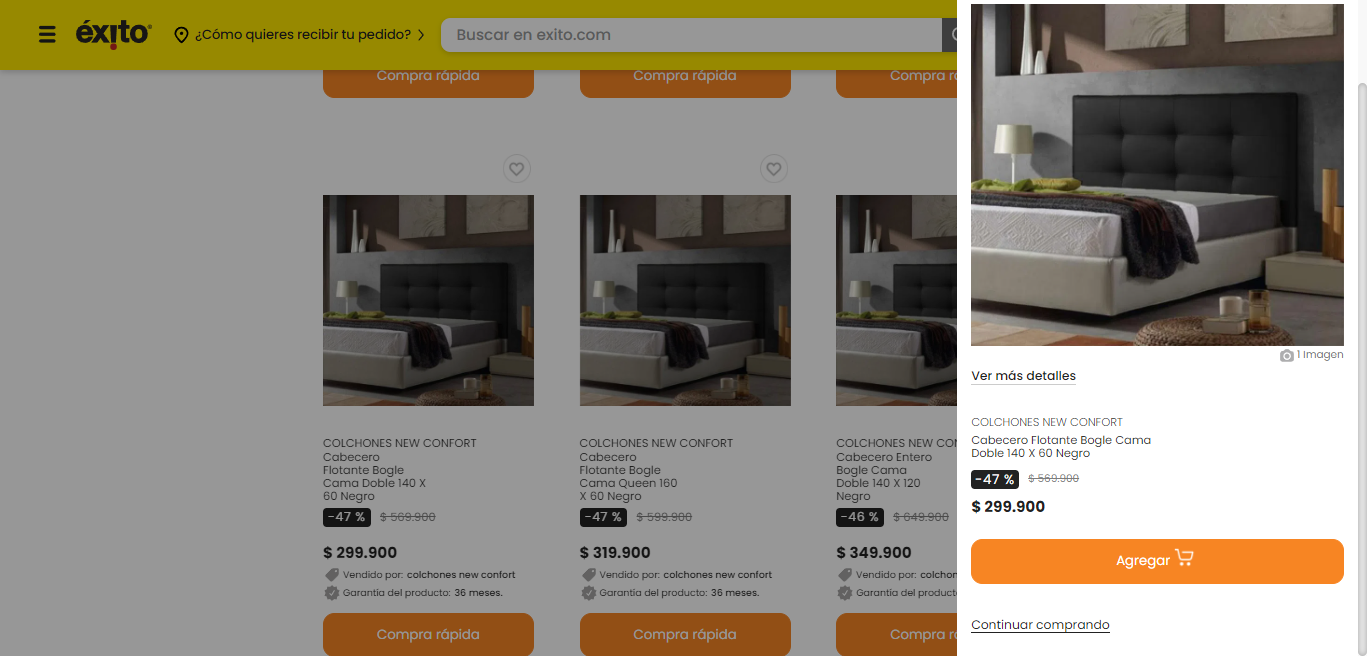 éxito
¿Cómo quieres recibir tu pedido?
Buscar en exito.com
Compra rápida
Compra rápida
Compra
COLCHONES NEW CONFORT
Cabecero
Flotante Bogle
Cama Doble 140 X
60 Negro
-47 %
$ 569.900
$ 299.900
Vendido por: colchones new confort
Garantía del producto: 36 meses.
Compra rápida
COLCHONES NEW CONFORT
Cabecero
Flotante Bogle
Cama Queen 160
X 60 Negro
-47 %
$ 599.900
$ 319.900
Vendido por: colchones new confort
Garantía del producto: 36 meses.
Compra rápida
COLCHONES NEW
Cabecero Entero
Bogle Cama
Doble 140 X 120
Negro
-46 %
$ 649.900
$ 349.900
Vendido por:
Garantía del
Compra
1 Imagen
Ver más detalles
COLCHONES NEW CONFORT
Cabecero Flotante Bogle Cama
Doble 140 X 60 Negro
-47 %
$ 569.900
$ 299.900
Agregar
Continuar comprando